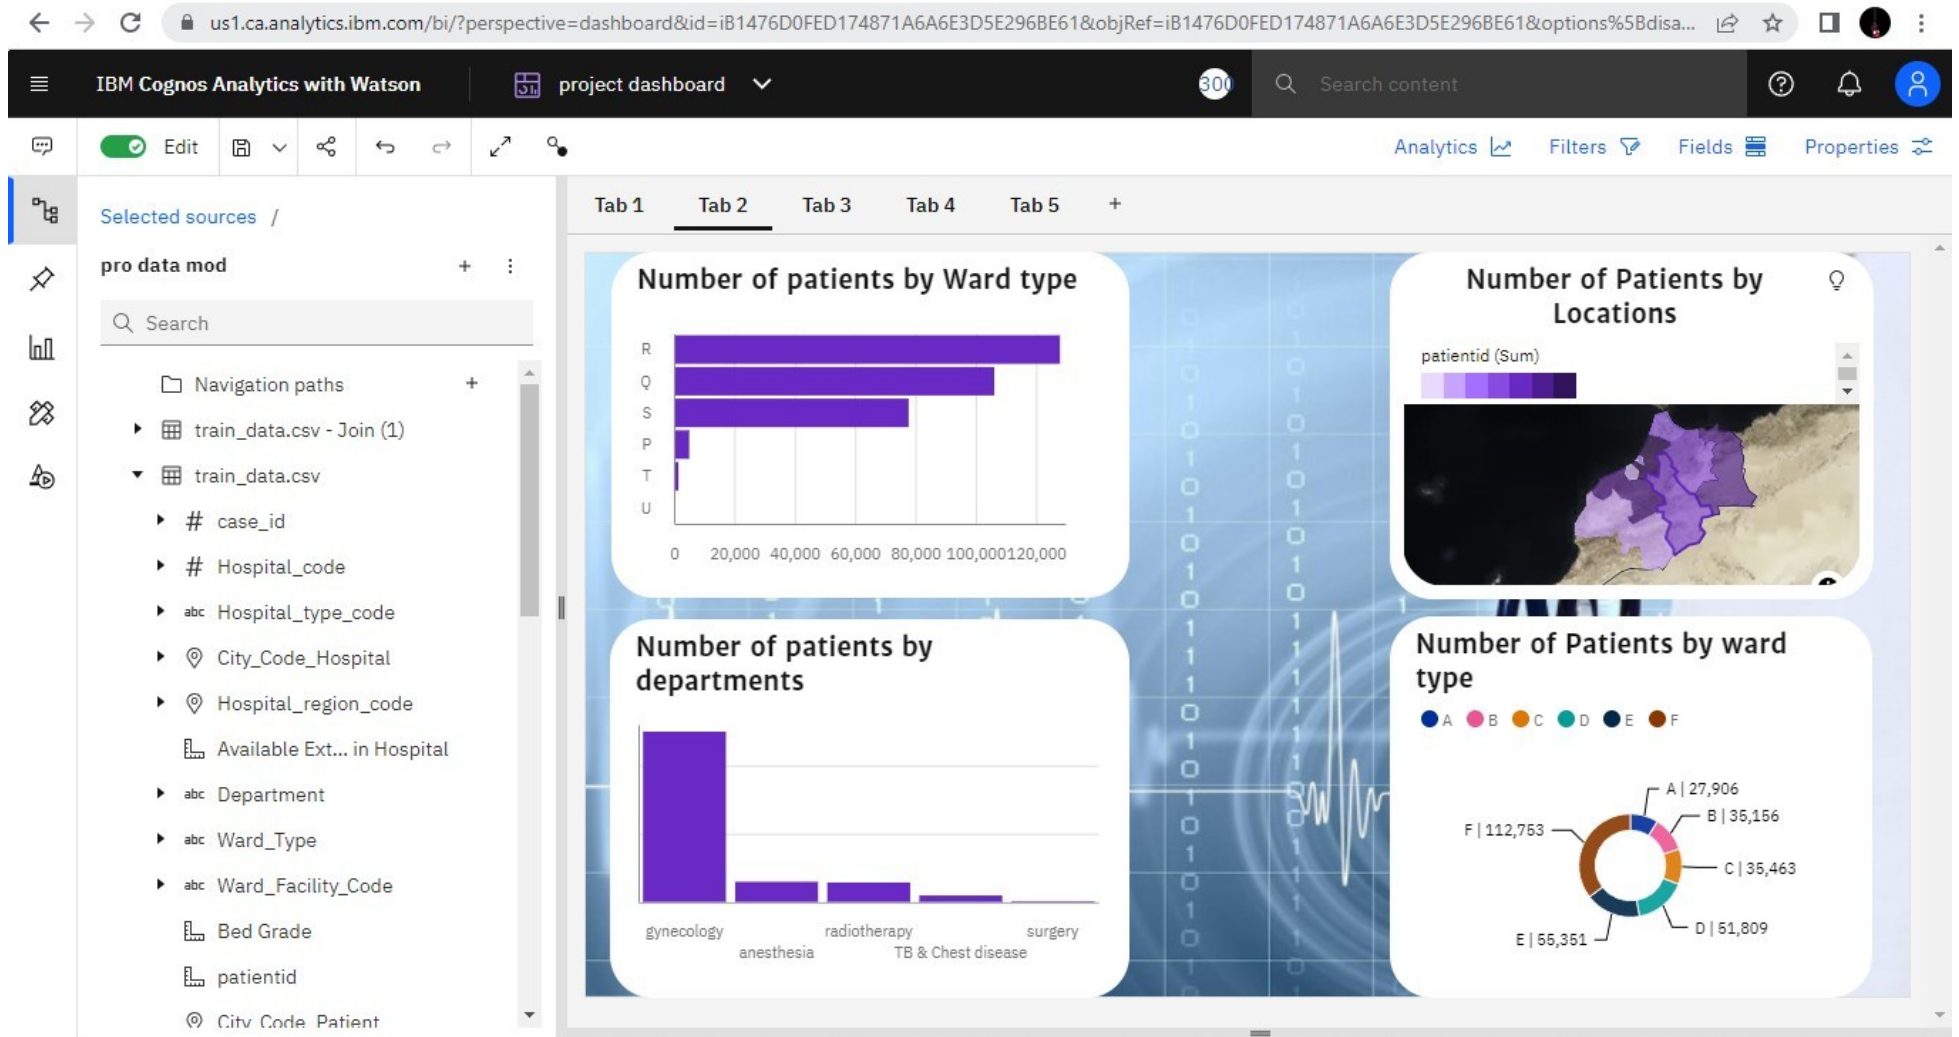 us1.ca.analytics.ibm.com/bi/?perspective=dashboard&id=iB1476D0FED174871A6A6E3D5E296BE61&objRef=iB1476D0FED174871A6A6E3D5E296BE61&options%5Bdisa...
IBM Cognos Analytics with Watson
project dashboard
300
Search content
Edit
Analytics
Filters
Fields
Properties
Selected sources /
pro data mod
Search
Navigation paths
train_data.csv - Join (1)
train_data.csv
# case_id
# Hospital_code
abc Hospital_type_code
City_Code_Hospital
Hospital_region_code
Available Ext... in Hospital
abc Department
abc Ward_Type
abc Ward_Facility_Code
Bed Grade
patientid
City_Code_Patient
Tab 1
Tab 2
Tab 3
Tab 4
Tab 5
+
Number of patients by Ward type
R
Q
S
P
T
U
0 20,000 40,000 60,000 80,000 100,000 120,000
Number of Patients by
Locations
patientid (Sum)
Number of patients by
departments
gynecology
anesthesia
radiotherapy
TB & Chest disease
surgery
Number of Patients by ward
type
A B C D E F
A | 27,906
B | 35,156
F | 112,753
C | 35,463
D | 51,809
E | 55,351